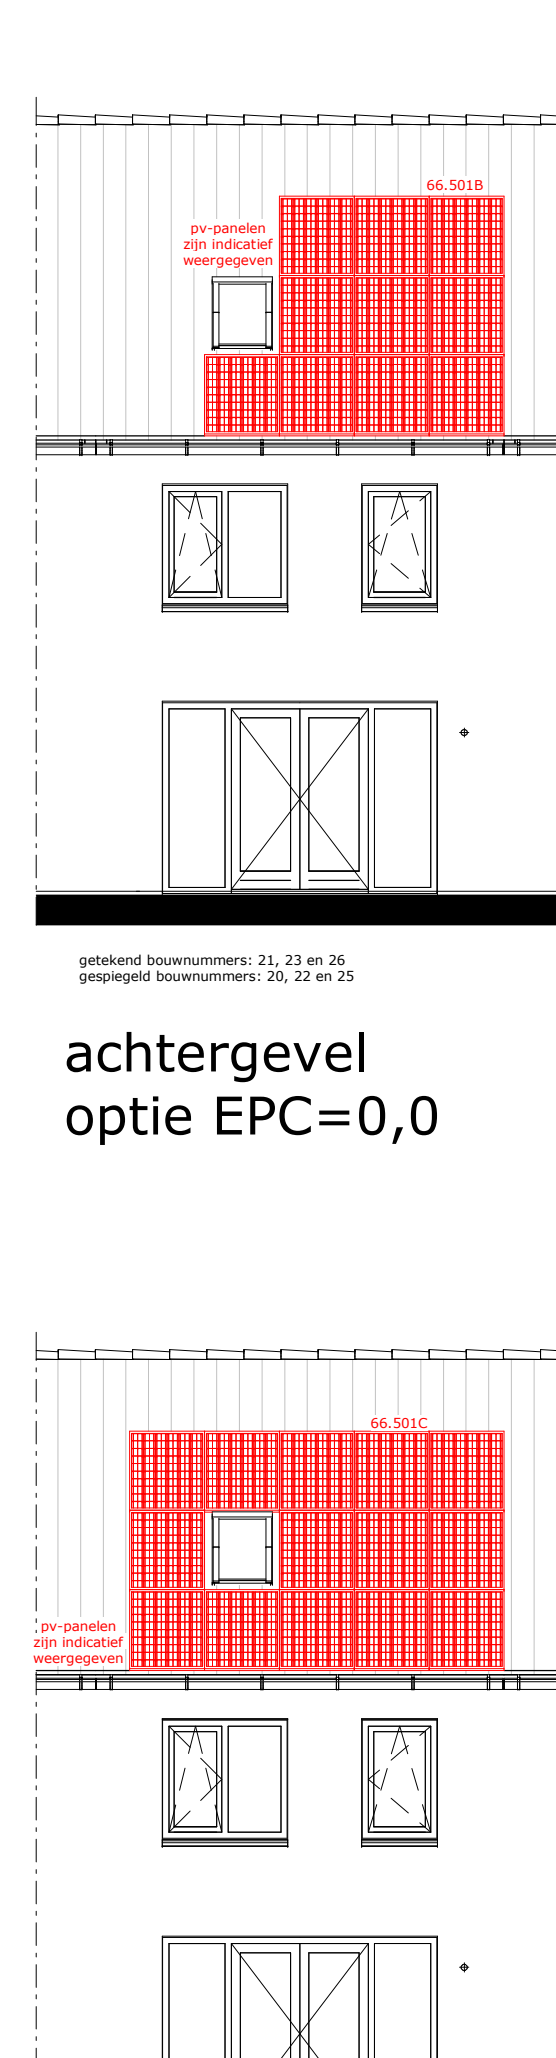 66.501B
pv-panelen
zijn indicatief
weergegeven
getekend bouwnummers: 21, 23 en 26
gespiegeld bouwnummers: 20, 22 en 25
achtergevel
optie EPC=0,0
66.501C
pv-panelen
zijn indicatief
weergegeven